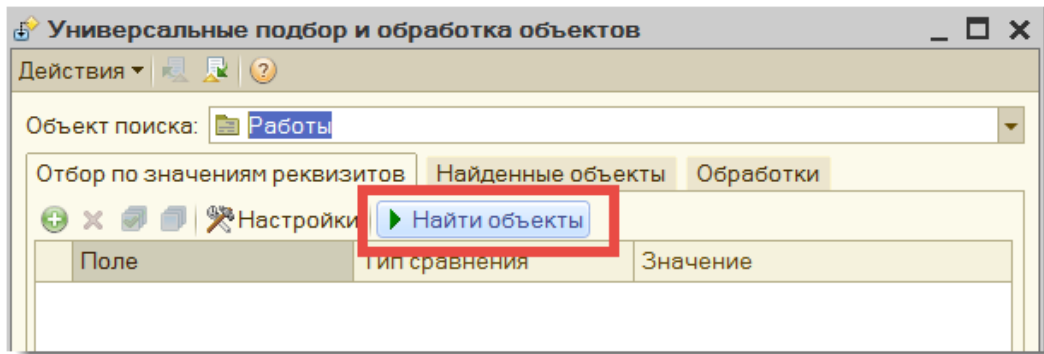 Универсальные подбор и обработка объектов
Действия
Объект поиска: Работы
Отбор по значениям реквизитов Найденные объекты Обработки
Настройки Найти объекты
Поле Тип сравнения Значение